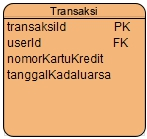 Transaksi
transaksiId PK
userId FK
nomorKartuKredit
tanggalKadaluarsa